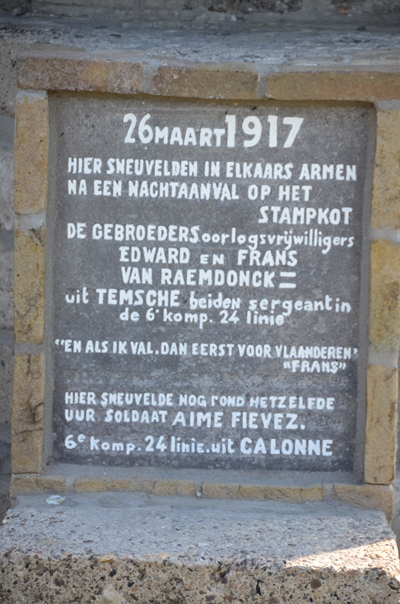 26 MAART 1917
HIER SNEUVELDEN IN ELKAARS ARMEN
NA EEN NACHTAANVAL OP HET
STAMPKOT
DE GEBROEDERS oorlogsvrijwilligers
EDWARD EN FRANS
VAN RAEMDONCK =
uit TEMSCHE beiden sergeant in
de 6e komp. 24 linie
"EN ALS IK VAL. DAN EERST VOOR VLAANDEREN"
"FRANS"
HIER SNEUVELDE NOG ROND HETZELFDE
UUR SOLDAAT AIME FIEVEZ.
6e komp. 24 linie. uit CALONNE